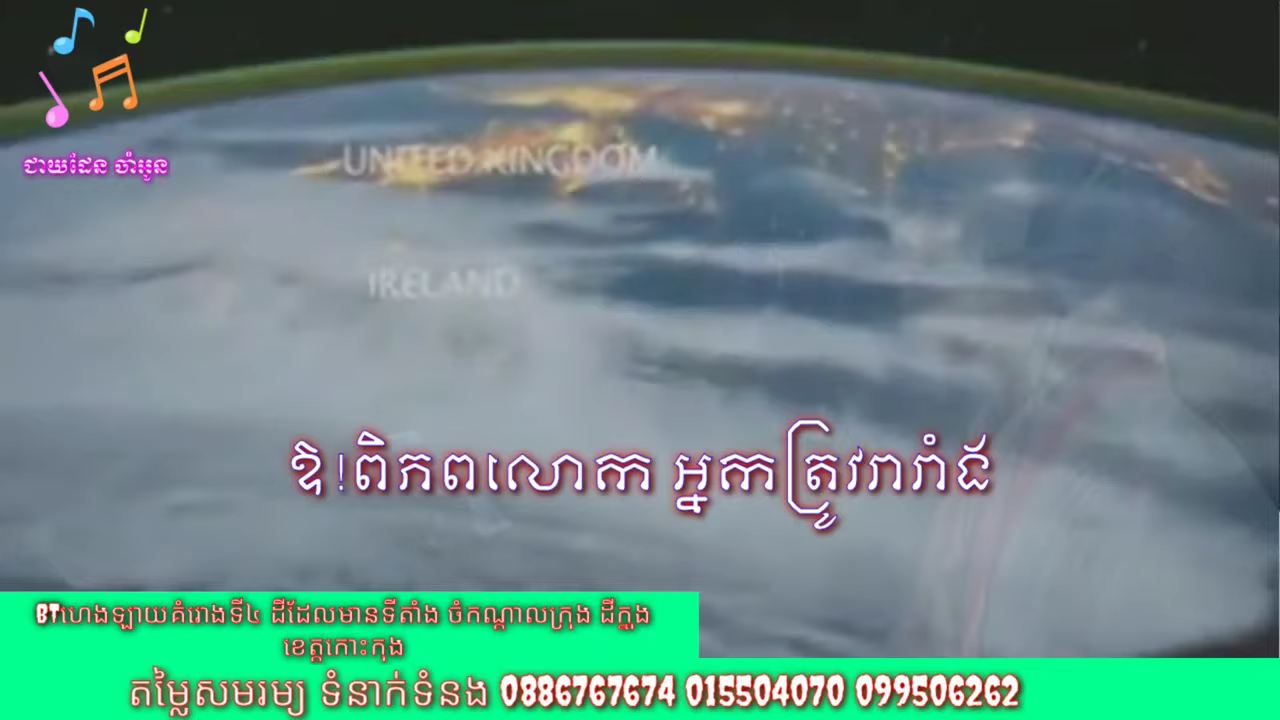 ជាយដែន ចាំអូន
UNITED KINGDOM
IRELAND
ឱ!ពិភពលោក អ្នកត្រូវរារាំង
BTហេងឡាយគំរោងទី៤ ដីដែលមានទីតាំង ចំកណ្តាលក្រុង ដីក្នុង
ខេត្តកោះកុង
តម្លៃសមរម្យ ទំនាក់ទំនង 0886767674 015504070 099506262